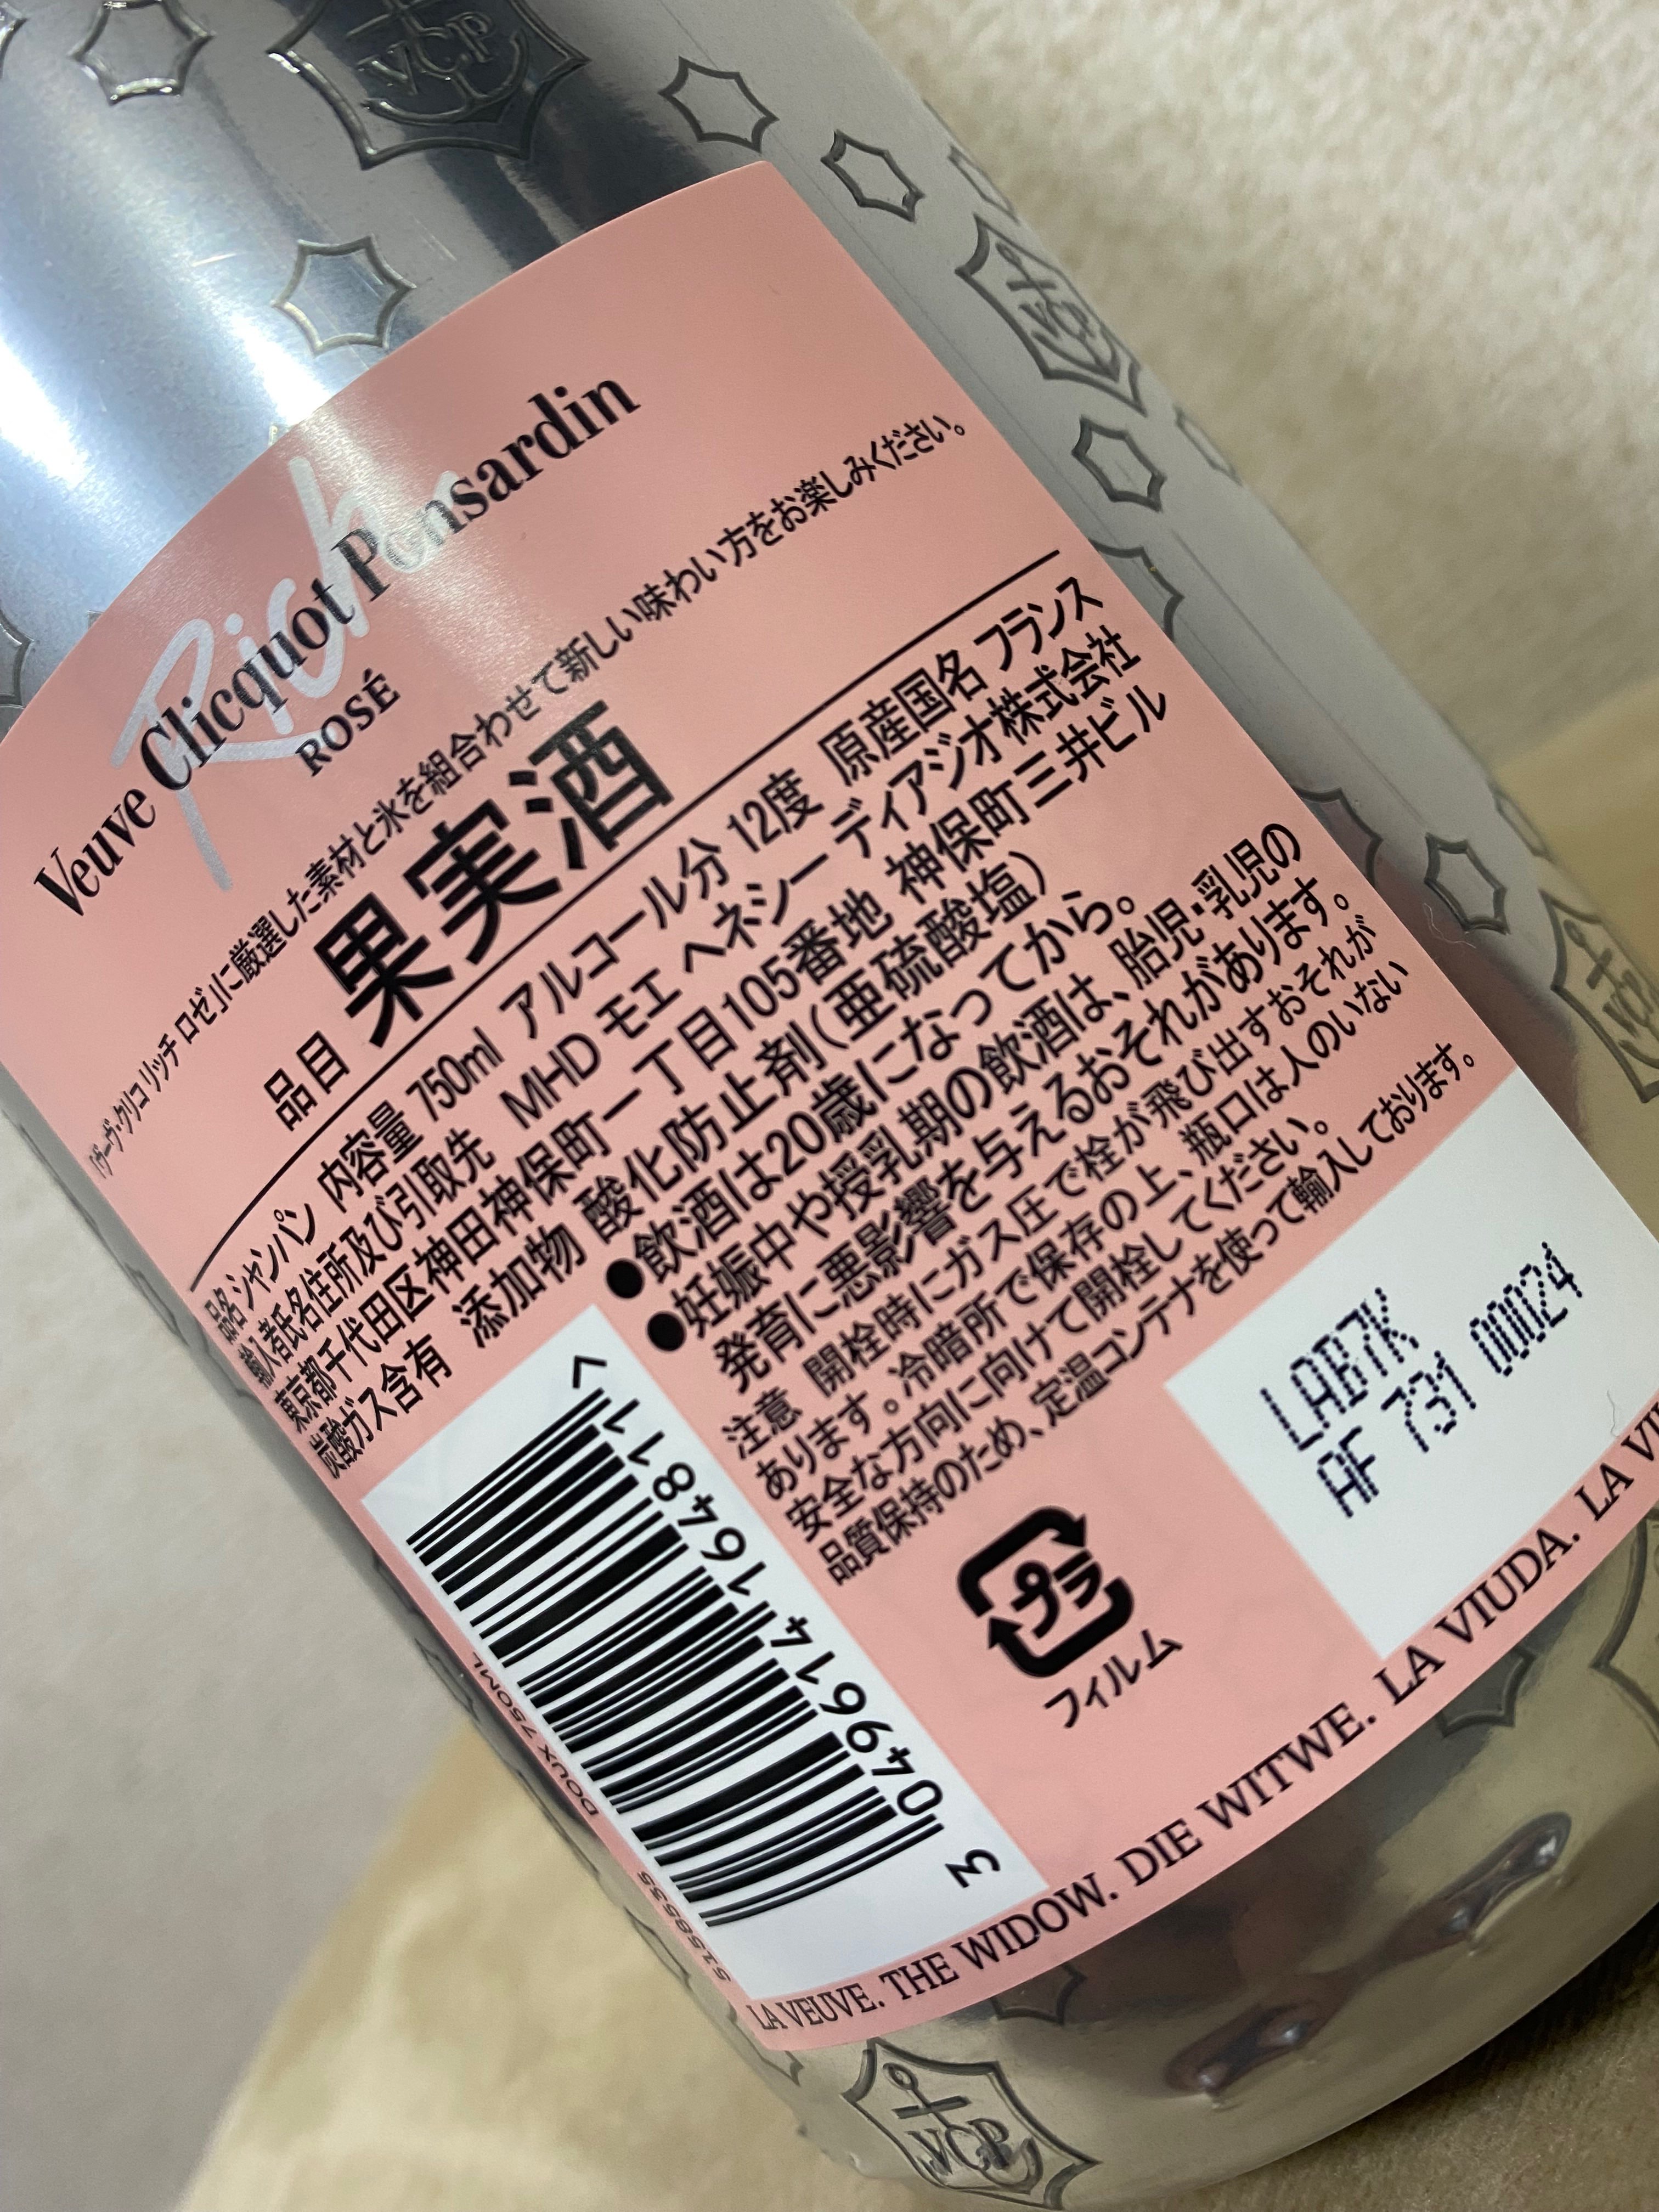 VCP
Rich
Veuve Clicquot Ponsardin
ROSÉ
「ヴーヴ・クリコ リッチ ロゼ」に厳選した素材と氷を組合わせて新しい味わい方をお楽しみください。
品目 果実酒
品名 シャンパン 内容量 750ml アルコール分 12度 原産国名 フランス
輸入者氏名住所及び引取先 MHD モエ ヘネシー ディアジオ株式会社
東京都千代田区神田神保町一丁目105番地 神保町三井ビル
炭酸ガス含有 添加物 酸化防止剤(亜硫酸塩)
●飲酒は20歳になってから。
●妊娠中や授乳期の飲酒は、胎児・乳児の
発育に悪影響を与えるおそれがあります。
注意 開栓時にガス圧で栓が飛び出すおそれが
あります。冷暗所で保存の上、瓶口は人のいない
安全な方向に向けて開栓してください。
品質保持のため、定温コンテナを使って輸入しております。
3 049614 164811 >
DOUX 750ML
プラ
フィルム
LAB7K
AF 731 00024
LA VEUVE. THE WIDOW. DIE WITWE. LA VIUDA. LA
VCP
VCP
VCP